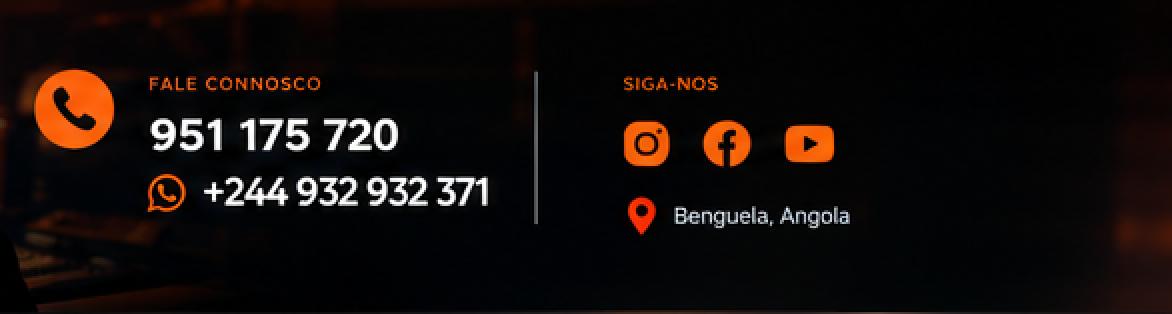 FALE CONNOSCO
951 175 720
+244 932 932 371
SIGA-NOS
Benguela, Angola